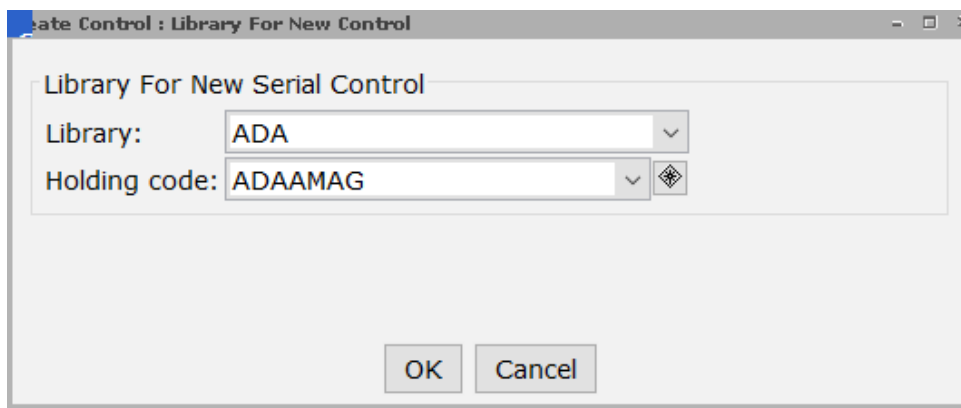 eate Control : Library For New Control
Library For New Serial Control
Library: ADA
Holding code: ADAAMAG
OK Cancel